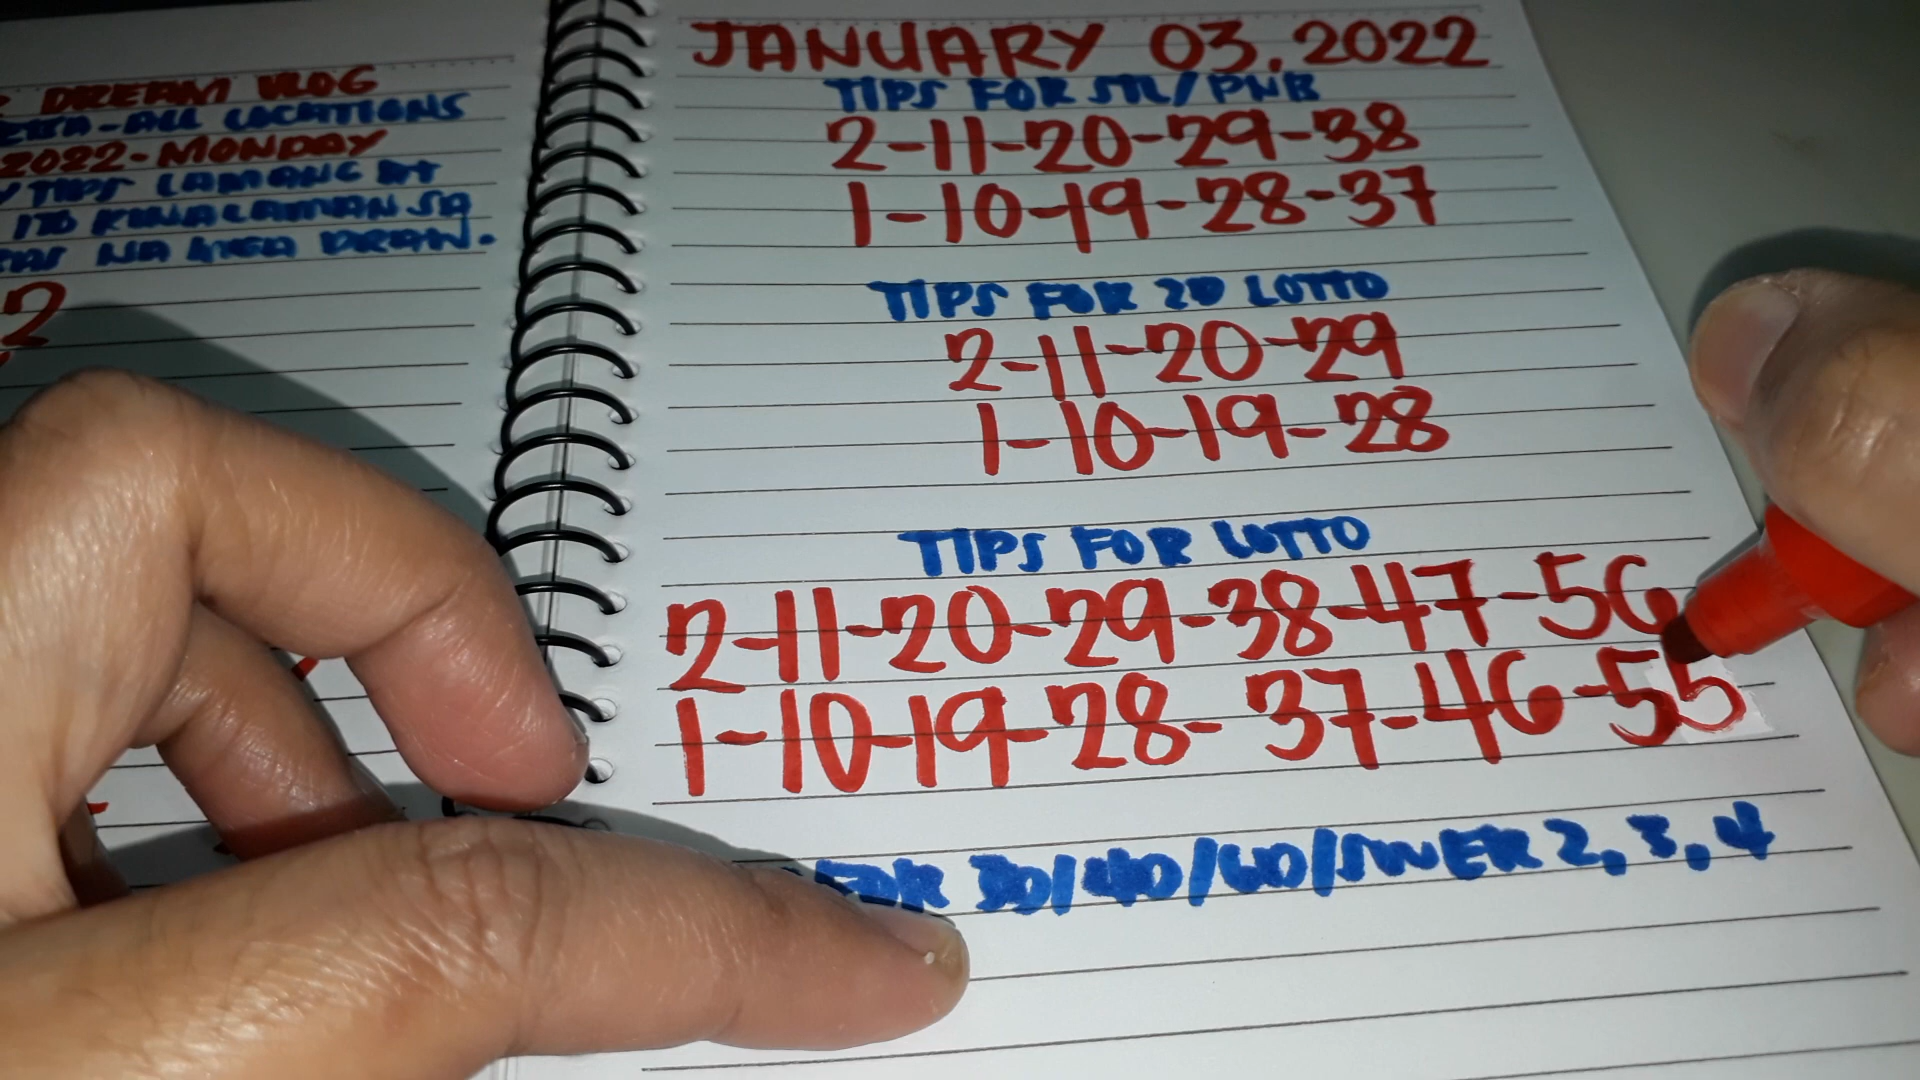 DREAM VLOG
-ALL LOCATIONS
2022-MONDAY
TIPS LAMANG AT
ITO KINALAMAN SA
NA MGA DRAW.
2
JANUARY 03, 2022
TIPS FOR STL/PNB
2-11-20-29-38
1-10-19-28-37
TIPS FOR 2D LOTTO
2-11-20-29
1-10-19-28
TIPS FOR LOTTO
2-11-20-29-38-47-56
1-10-19-28-37-46-55
FOR 3D/4D/6D/SWER 2, 3, 4